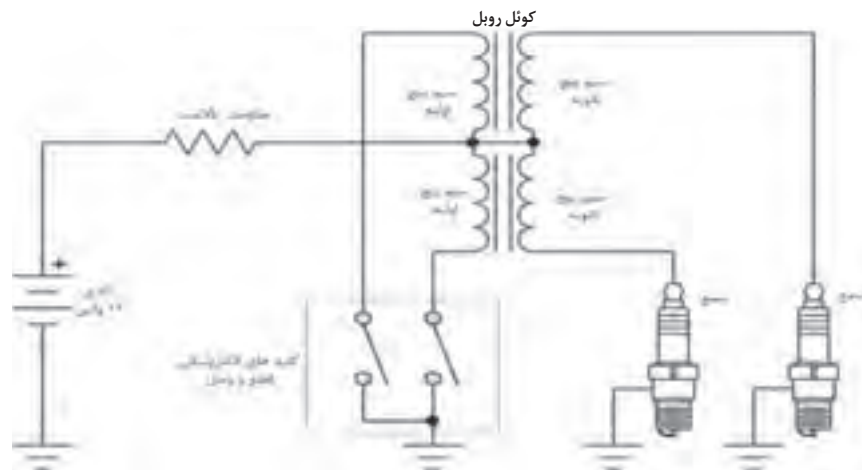 کوئل روبل
مقاومت بالاست
سیم پیچ
اولیه
سیم پیچ
ثانویه
سیم پیچ
اولیه
سیم پیچ
ثانویه
+
باتری
۱۲ ولتی
شمع
شمع
کلید های الکترونیکی
قطع و وصل